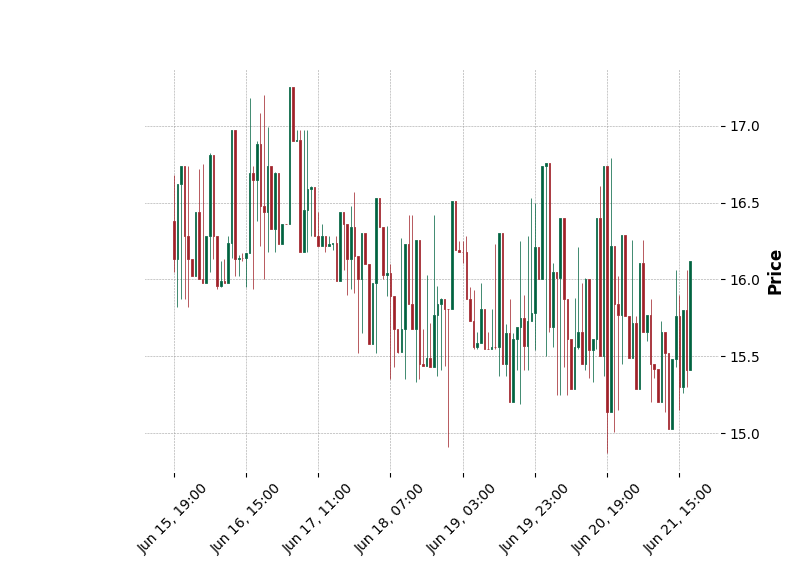 17.0
16.5
16.0
15.5
15.0
Price
Jun 15, 19:00
Jun 16, 15:00
Jun 17, 11:00
Jun 18, 07:00
Jun 19, 03:00
Jun 19, 23:00
Jun 20, 19:00
Jun 21, 15:00